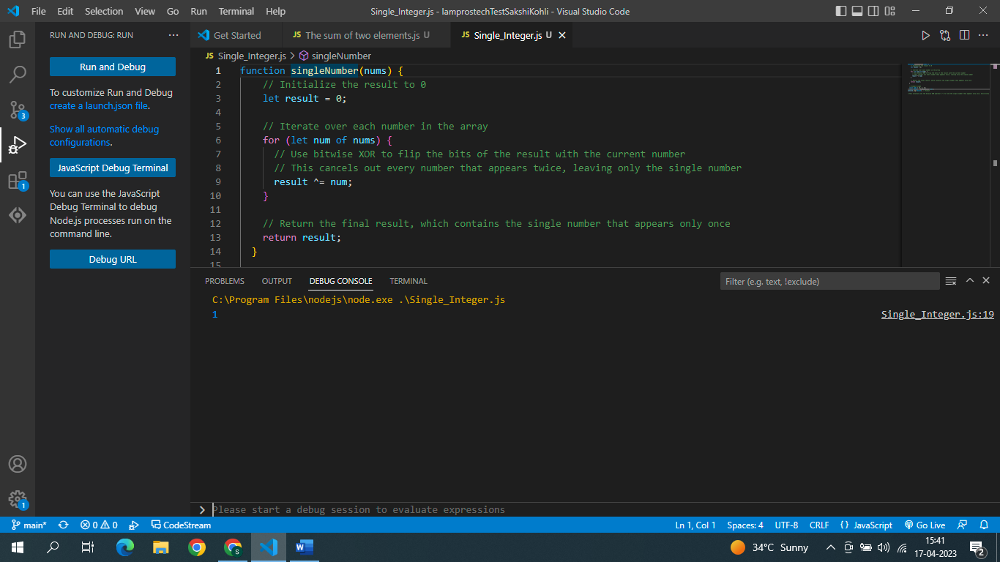 File Edit Selection View Go Run Terminal Help Single_Integer.js - IamprostechTestSakshiKohli - Visual Studio Code
RUN AND DEBUG: RUN
Run and Debug
To customize Run and Debug
create a launch.json file.
Show all automatic debug
configurations.
JavaScript Debug Terminal
You can use the JavaScript
Debug Terminal to debug
Node.js processes run on the
command line.
Debug URL
3
1
1
Get Started JS The sum of two elements.js U JS Single_Integer.js U
JS Single_Integer.js > singleNumber
1 function singleNumber(nums) {
2 // Initialize the result to 0
3 let result = 0;
4
5 // Iterate over each number in the array
6 for (let num of nums) {
7 // Use bitwise XOR to flip the bits of the result with the current number
8 // This cancels out every number that appears twice, leaving only the single number
9 result ^= num;
10 }
11
12 // Return the final result, which contains the single number that appears only once
13 return result;
14 }
15
PROBLEMS OUTPUT DEBUG CONSOLE TERMINAL Filter (e.g. text, !exclude)
C:\Program Files\nodejs\node.exe .\Single_Integer.js
1 Single_Integer.js:19
Please start a debug session to evaluate expressions
main* 0 0 CodeStream Ln 1, Col 1 Spaces: 4 UTF-8 CRLF {} JavaScript Go Live
34°C Sunny 15:41
17-04-2023
2